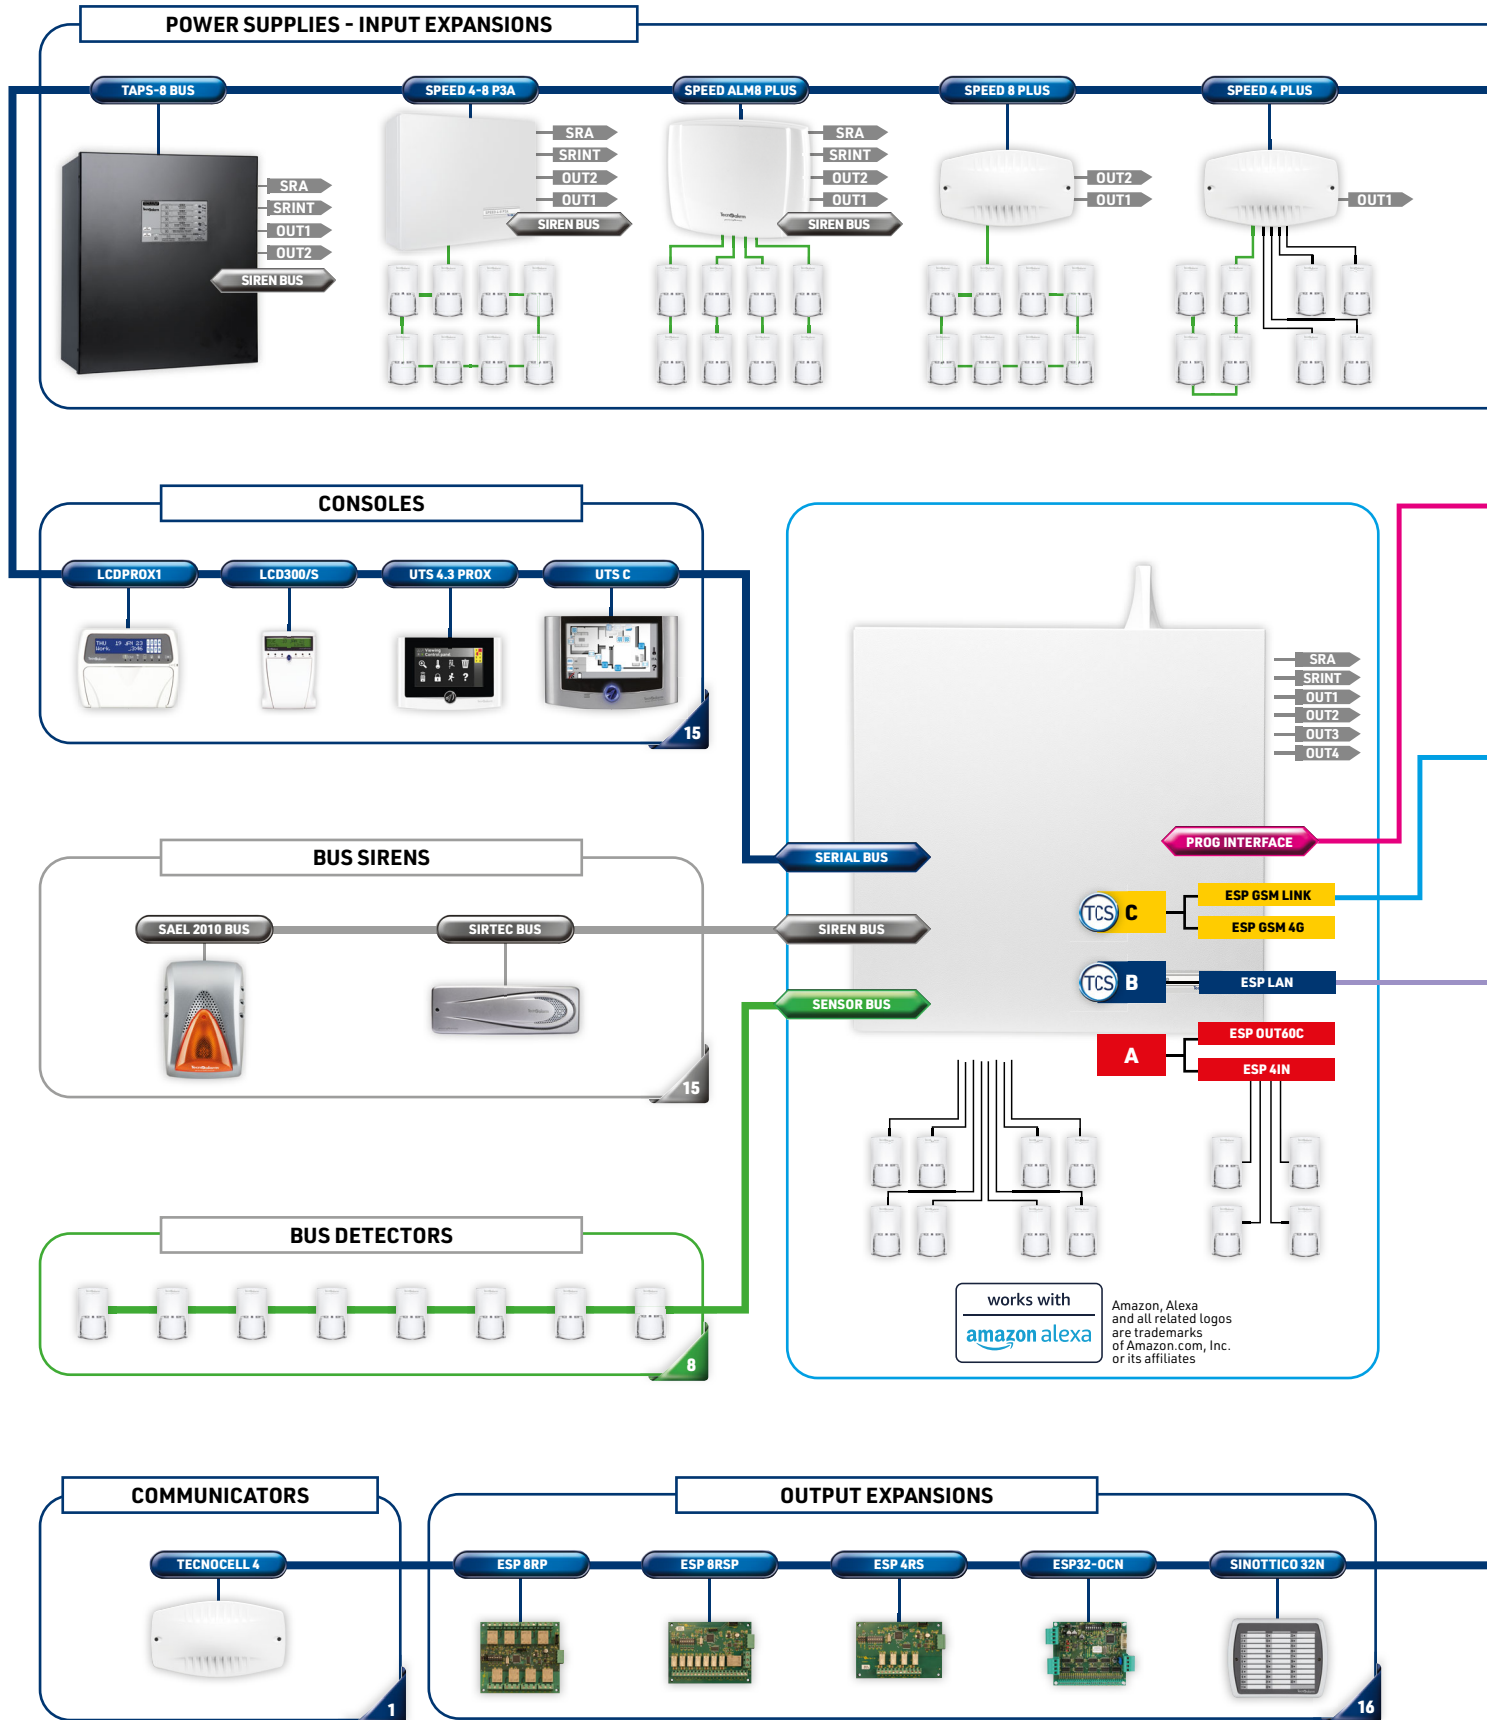 POWER SUPPLIES - INPUT EXPANSIONS
TAPS-8 BUS
SPEED 4-8 P3A
SPEED ALM8 PLUS
SPEED 8 PLUS
SPEED 4 PLUS
SRA
SRINT
OUT1
OUT2
SIREN BUS
SRA
SRINT
OUT2
OUT1
SIREN BUS
SRA
SRINT
OUT2
OUT1
SIREN BUS
OUT2
OUT1
OUT1
CONSOLES
LCDPROX1
LCD300/S
UTS 4.3 PROX
UTS C
15
SRA
SRINT
OUT1
OUT2
OUT3
OUT4
PROG INTERFACE
SERIAL BUS
BUS SIRENS
SAEL 2010 BUS
SIRTEC BUS
SIREN BUS
15
TCS C
ESP GSM LINK
ESP GSM 4G
TCS B
ESP LAN
SENSOR BUS
A
ESP OUT60C
ESP 4IN
BUS DETECTORS
8
works with
amazon alexa
Amazon, Alexa
and all related logos
are trademarks
of Amazon.com, Inc.
or its affiliates
COMMUNICATORS
TECNOCELL 4
1
OUTPUT EXPANSIONS
ESP 8RP
ESP 8RSP
ESP 4RS
ESP32-OCN
SINOTTICO 32N
16